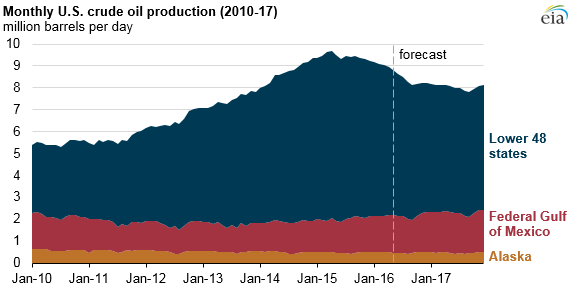 Monthly U.S. crude oil production (2010-17)
million barrels per day
eia
10
9
8
7
6
5
4
3
2
1
0
forecast
Lower 48
states
Federal Gulf
of Mexico
Alaska
Jan-10 Jan-11 Jan-12 Jan-13 Jan-14 Jan-15 Jan-16 Jan-17